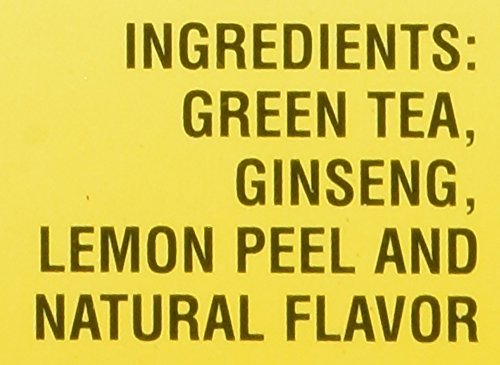 INGREDIENTS:
GREEN TEA,
GINSENG,
LEMON PEEL AND
NATURAL FLAVOR